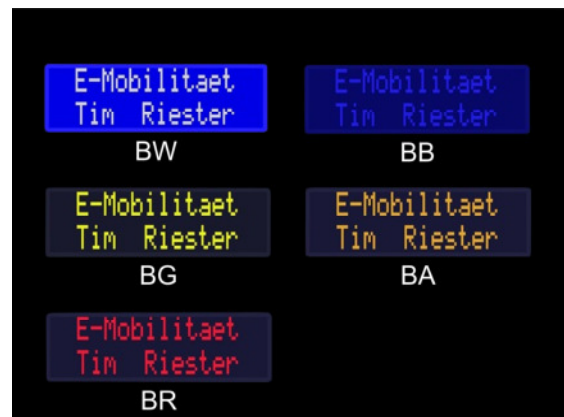 E-Mobilitaet
Tim Riester
BW
E-Mobilitaet
Tim Riester
BB
E-Mobilitaet
Tim Riester
BG
E-Mobilitaet
Tim Riester
BA
E-Mobilitaet
Tim Riester
BR